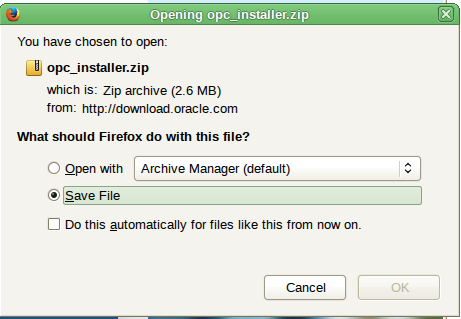 Opening opc_installer.zip
You have chosen to open:
opc_installer.zip
which is: Zip archive (2.6 MB)
from: http://download.oracle.com
What should Firefox do with this file?
Open with Archive Manager (default)
Save File
Do this automatically for files like this from now on.
Cancel OK